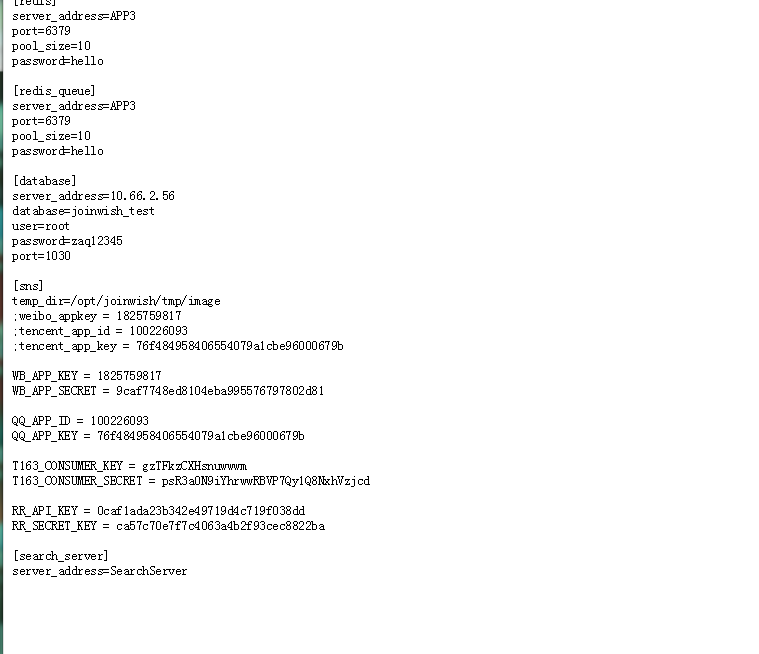 [redis]
server_address=APP3
port=6379
pool_size=10
password=hello
[redis_queue]
server_address=APP3
port=6379
pool_size=10
password=hello
[database]
server_address=10.66.2.56
database=joinwish_test
user=root
password=zaq12345
port=1030
[sns]
temp_dir=/opt/joinwish/tmp/image
;weibo_appkey = 1825759817
;tencent_app_id = 100226093
;tencent_app_key = 76f484958406554079a1cbe96000679b
WB_APP_KEY = 1825759817
WB_APP_SECRET = 9caf7748ed8104eba995576797802d81
QQ_APP_ID = 100226093
QQ_APP_KEY = 76f484958406554079a1cbe96000679b
T163_CONSUMER_KEY = gzTFkzCXHsnuwwwm
T163_CONSUMER_SECRET = psR3a0N9iYhrwwRBVP7Qy1Q8NxhVzjcd
RR_API_KEY = 0caf1ada23b342e49719d4c719f038dd
RR_SECRET_KEY = ca57c70e7f7c4063a4b2f93cec8822ba
[search_server]
server_address=SearchServer